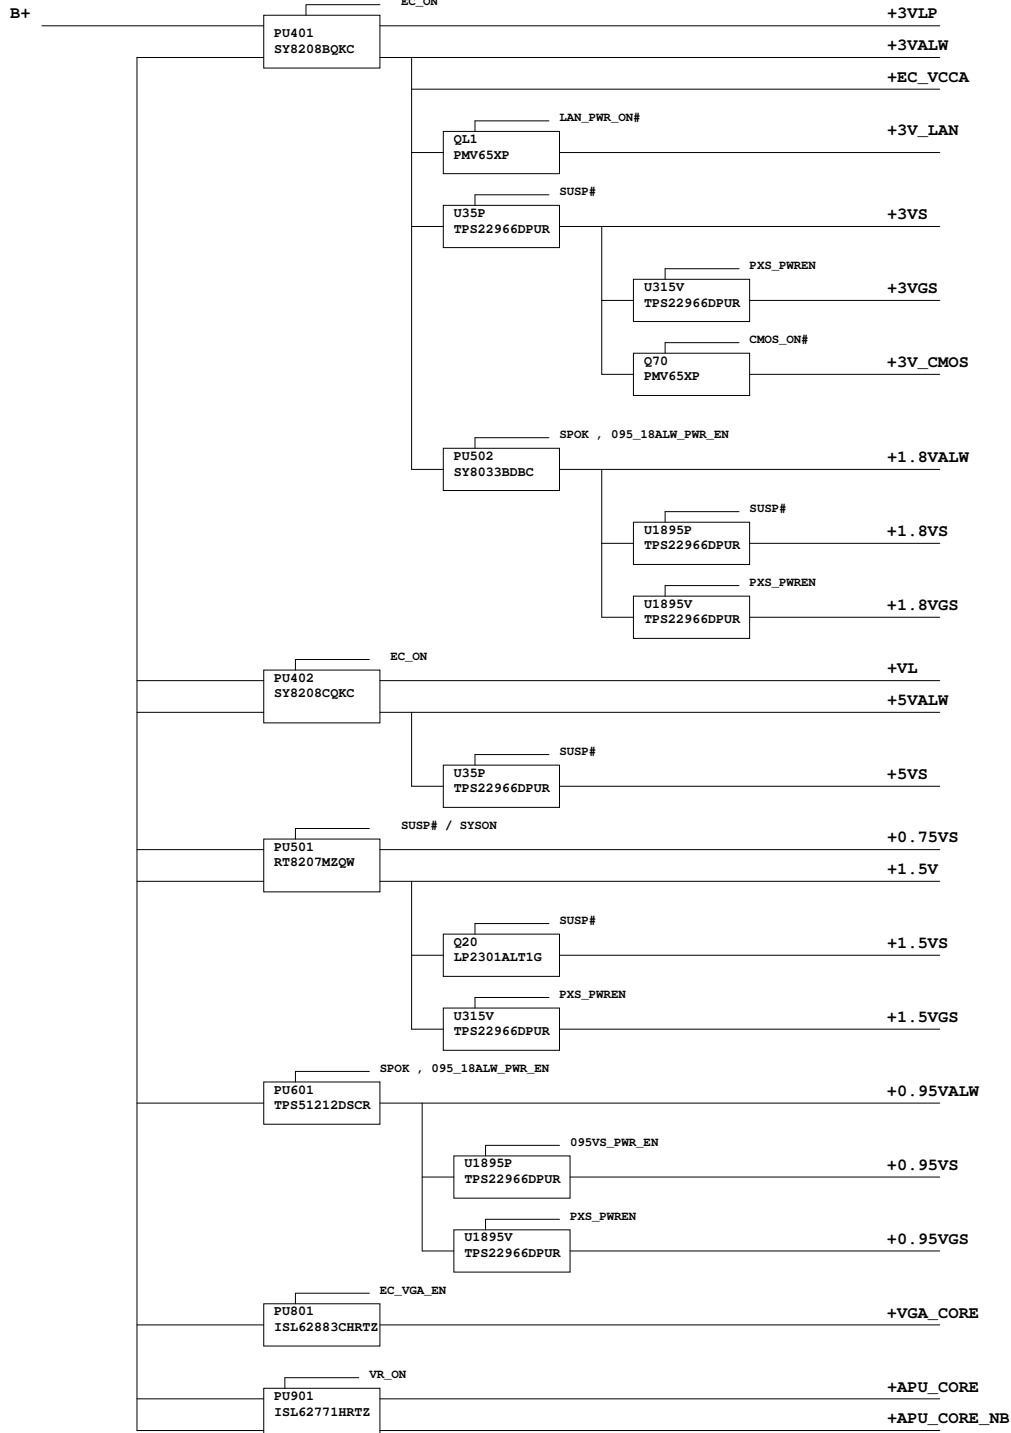 EC_ON
B+
+3VLP
PU401
SY8208BQKC
+3VALW
+EC_VCCA
LAN_PWR_ON#
+3V_LAN
QL1
PMV65XP
SUSP#
U35P
+3VS
TPS22966DPUR
PXS_PWREN
U315V
+3VGS
TPS22966DPUR
CMOS_ON#
Q70
+3V_CMOS
PMV65XP
SPOK , 095_18ALW_PWR_EN
PU502
+1.8VALW
SY8033BDBC
SUSP#
U1895P
+1.8VS
TPS22966DPUR
PXS_PWREN
U1895V
+1.8VGS
TPS22966DPUR
EC_ON
+VL
PU402
SY8208CQKC
+5VALW
SUSP#
U35P
+5VS
TPS22966DPUR
SUSP# / SYSON
+0.75VS
PU501
RT8207MZQW
+1.5V
SUSP#
Q20
+1.5VS
LP2301ALT1G
PXS_PWREN
U315V
+1.5VGS
TPS22966DPUR
SPOK , 095_18ALW_PWR_EN
PU601
+0.95VALW
TPS51212DSCR
095VS_PWR_EN
U1895P
+0.95VS
TPS22966DPUR
PXS_PWREN
U1895V
+0.95VGS
TPS22966DPUR
EC_VGA_EN
PU801
+VGA_CORE
ISL62883CHRTZ
VR_ON
+APU_CORE
PU901
ISL62771HRTZ
+APU_CORE_NB